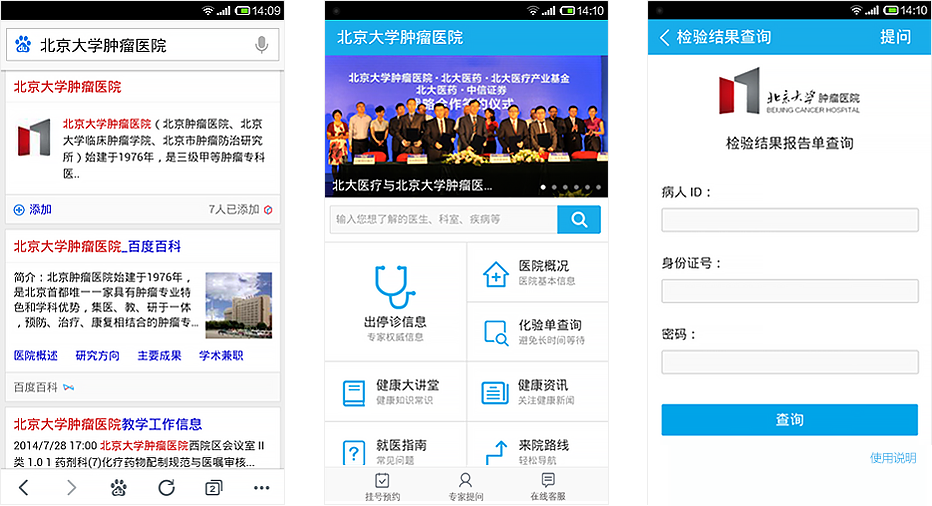 14:09
北京大学肿瘤医院
北京大学肿瘤医院
北京大学肿瘤医院（北京肿瘤医院、北京
大学临床肿瘤学院、北京市肿瘤防治研究
所）始建于1976年，是三级甲等肿瘤专科
医..
添加
7人已添加
北京大学肿瘤医院_百度百科
简介：北京肿瘤医院始建于1976年，
是北京首都唯一一家具有肿瘤专业特
色和学科优势，集医、教、研于一体
，预防、治疗、康复相结合的肿瘤专...
医院概述 研究方向 主要成果 学术兼职
百度百科
北京大学肿瘤医院教学工作信息
2014/7/28 17:00 北京大学肿瘤医院西院区会议室 II
类 1.0 1 药剂科(7)化疗药物配制规范与医嘱审核...
2
14:10
北京大学肿瘤医院
北京大学肿瘤医院·北大医药·北大医疗产业基金
北大医药·中信证券
战略合作签约仪式
北大医疗与北京大学肿瘤医...
输入您想了解的医生、科室、疾病等
出停诊信息
专家权威信息
医院概况
医院基本信息
化验单查询
避免长时间等待
健康大讲堂
健康知识常识
健康资讯
关注健康新闻
就医指南
常见问题
来院路线
轻松导航
挂号预约
专家提问
在线客服
14:10
检验结果查询
提问
北京大学 肿瘤医院
BEIJING CANCER HOSPITAL
检验结果报告单查询
病人 ID：
身份证号：
密码：
查询
使用说明